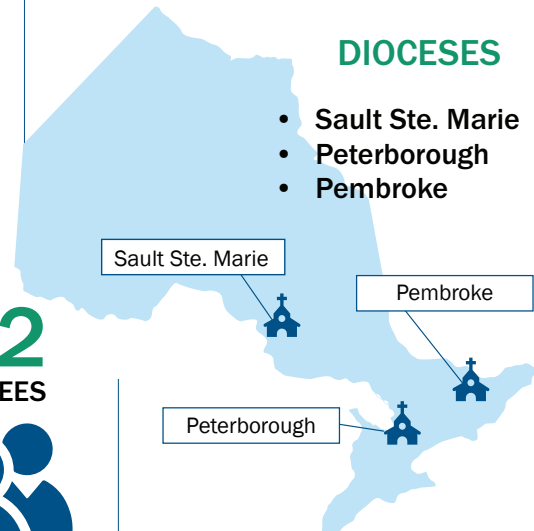 DIOCESES
• Sault Ste. Marie
• Peterborough
• Pembroke
Sault Ste. Marie
Pembroke
2
EES
Peterborough